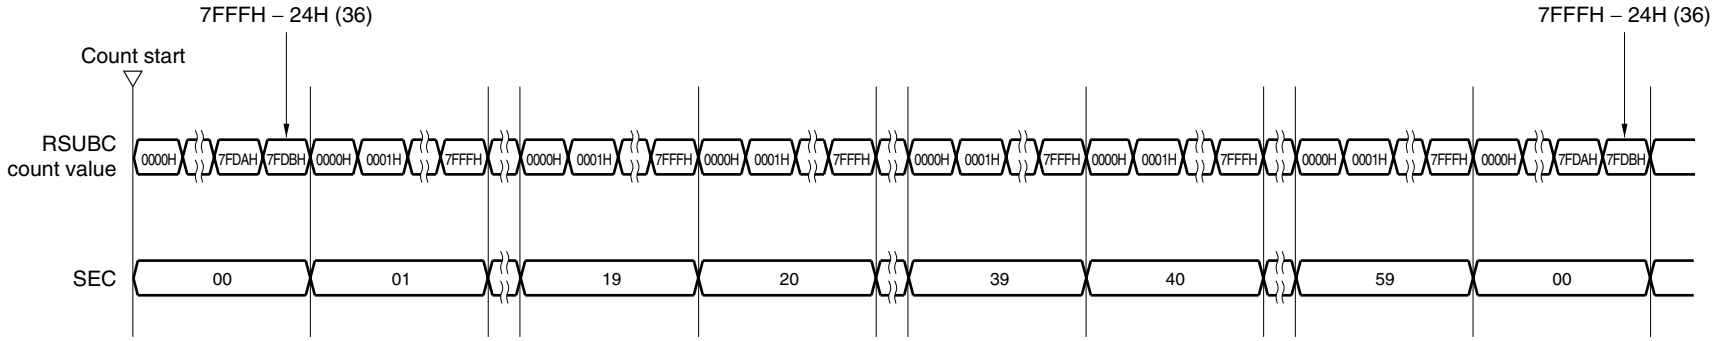 7FFFH – 24H (36) 7FFFH – 24H (36)
Count start
RSUBC
count value
0000H 7FDAH 7FDBH 0000H 0001H 7FFFH 0000H 0001H 7FFFH 0000H 0001H 7FFFH 0000H 0001H 7FFFH 0000H 0001H 7FFFH 0000H 0001H 7FFFH 0000H 7FDAH 7FDBH
SEC 00 01 19 20 39 40 59 00